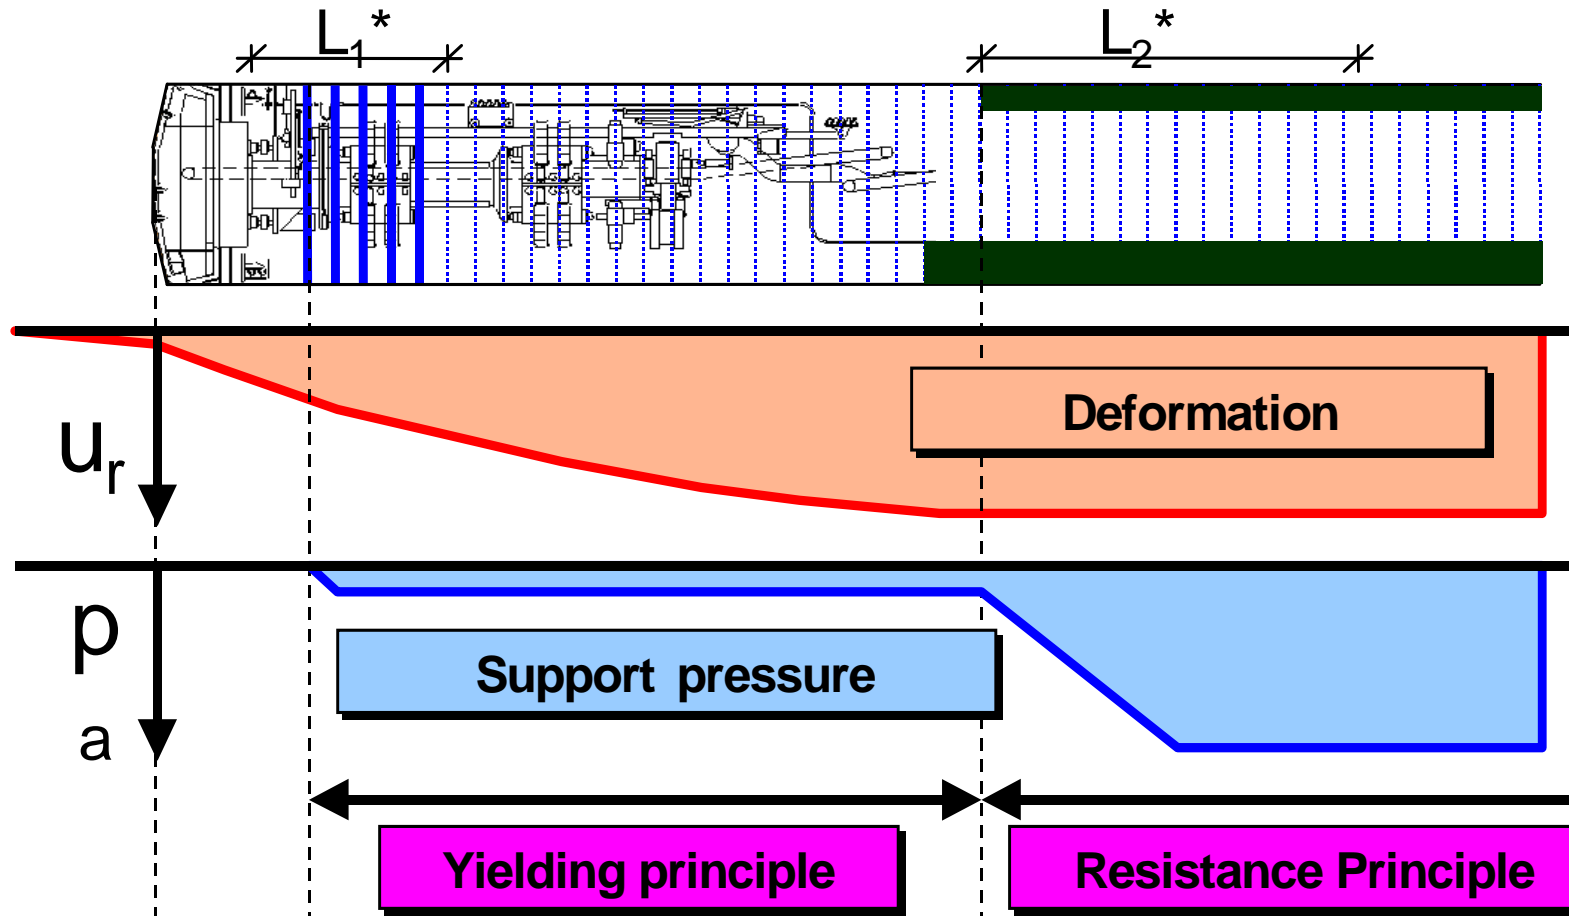 L1* L2*
Deformation
ur
p
Support pressure
a
Yielding principle Resistance Principle